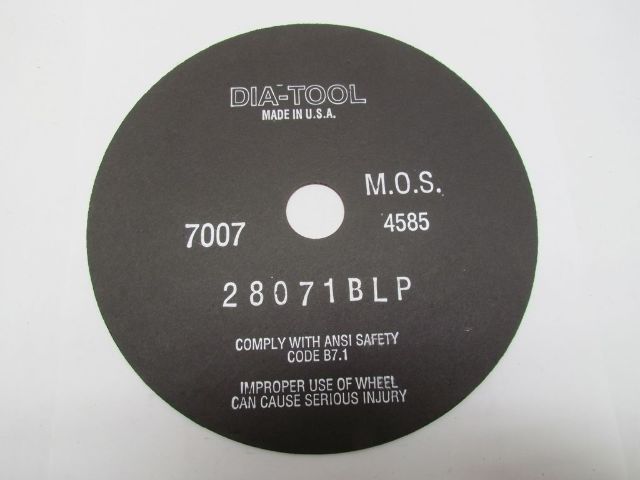 DIA-TOOL
MADE IN U.S.A.
M.O.S.
7007
4585
28071BLP
COMPLY WITH ANSI SAFETY
CODE B7.1
IMPROPER USE OF WHEEL
CAN CAUSE SERIOUS INJURY